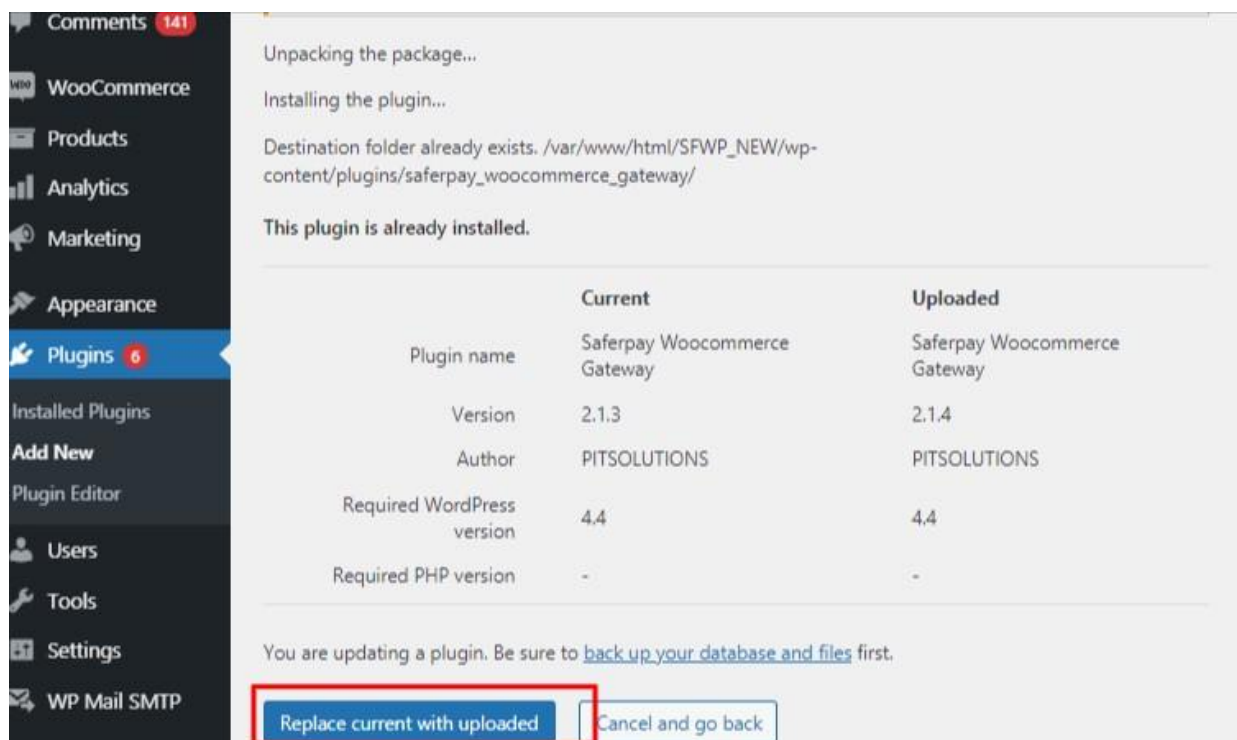 Comments 141
WooCommerce
Products
Analytics
Marketing
Appearance
Plugins 6
Installed Plugins
Add New
Plugin Editor
Users
Tools
Settings
WP Mail SMTP
Unpacking the package...
Installing the plugin...
Destination folder already exists. /var/www/html/SFWP_NEW/wp-
content/plugins/saferpay_woocommerce_gateway/
This plugin is already installed.
Current Uploaded
Plugin name Saferpay Woocommerce Saferpay Woocommerce
Gateway Gateway
Version 2.1.3 2.1.4
Author PITSOLUTIONS PITSOLUTIONS
Required WordPress
version 4.4 4.4
Required PHP version - -
You are updating a plugin. Be sure to back up your database and files first.
Replace current with uploaded Cancel and go back